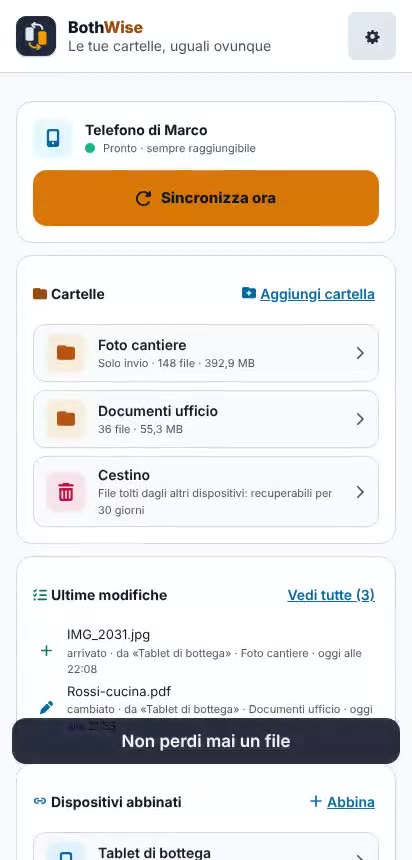 BothWise
Le tue cartelle, uguali ovunque
Telefono di Marco
Pronto · sempre raggiungibile
Sincronizza ora
Cartelle
Aggiungi cartella
Foto cantiere
Solo invio · 148 file · 392,9 MB
Documenti ufficio
36 file · 55,3 MB
Cestino
File tolti dagli altri dispositivi: recuperabili per
30 giorni
Ultime modifiche
Vedi tutte (3)
IMG_2031.jpg
arrivato · da «Tablet di bottega» · Foto cantiere · oggi alle
22:08
Rossi-cucina.pdf
cambiato · da «Tablet di bottega» · Documenti ufficio · oggi
Non perdi mai un file
Dispositivi abbinati
Abbina
Tablet di bottega